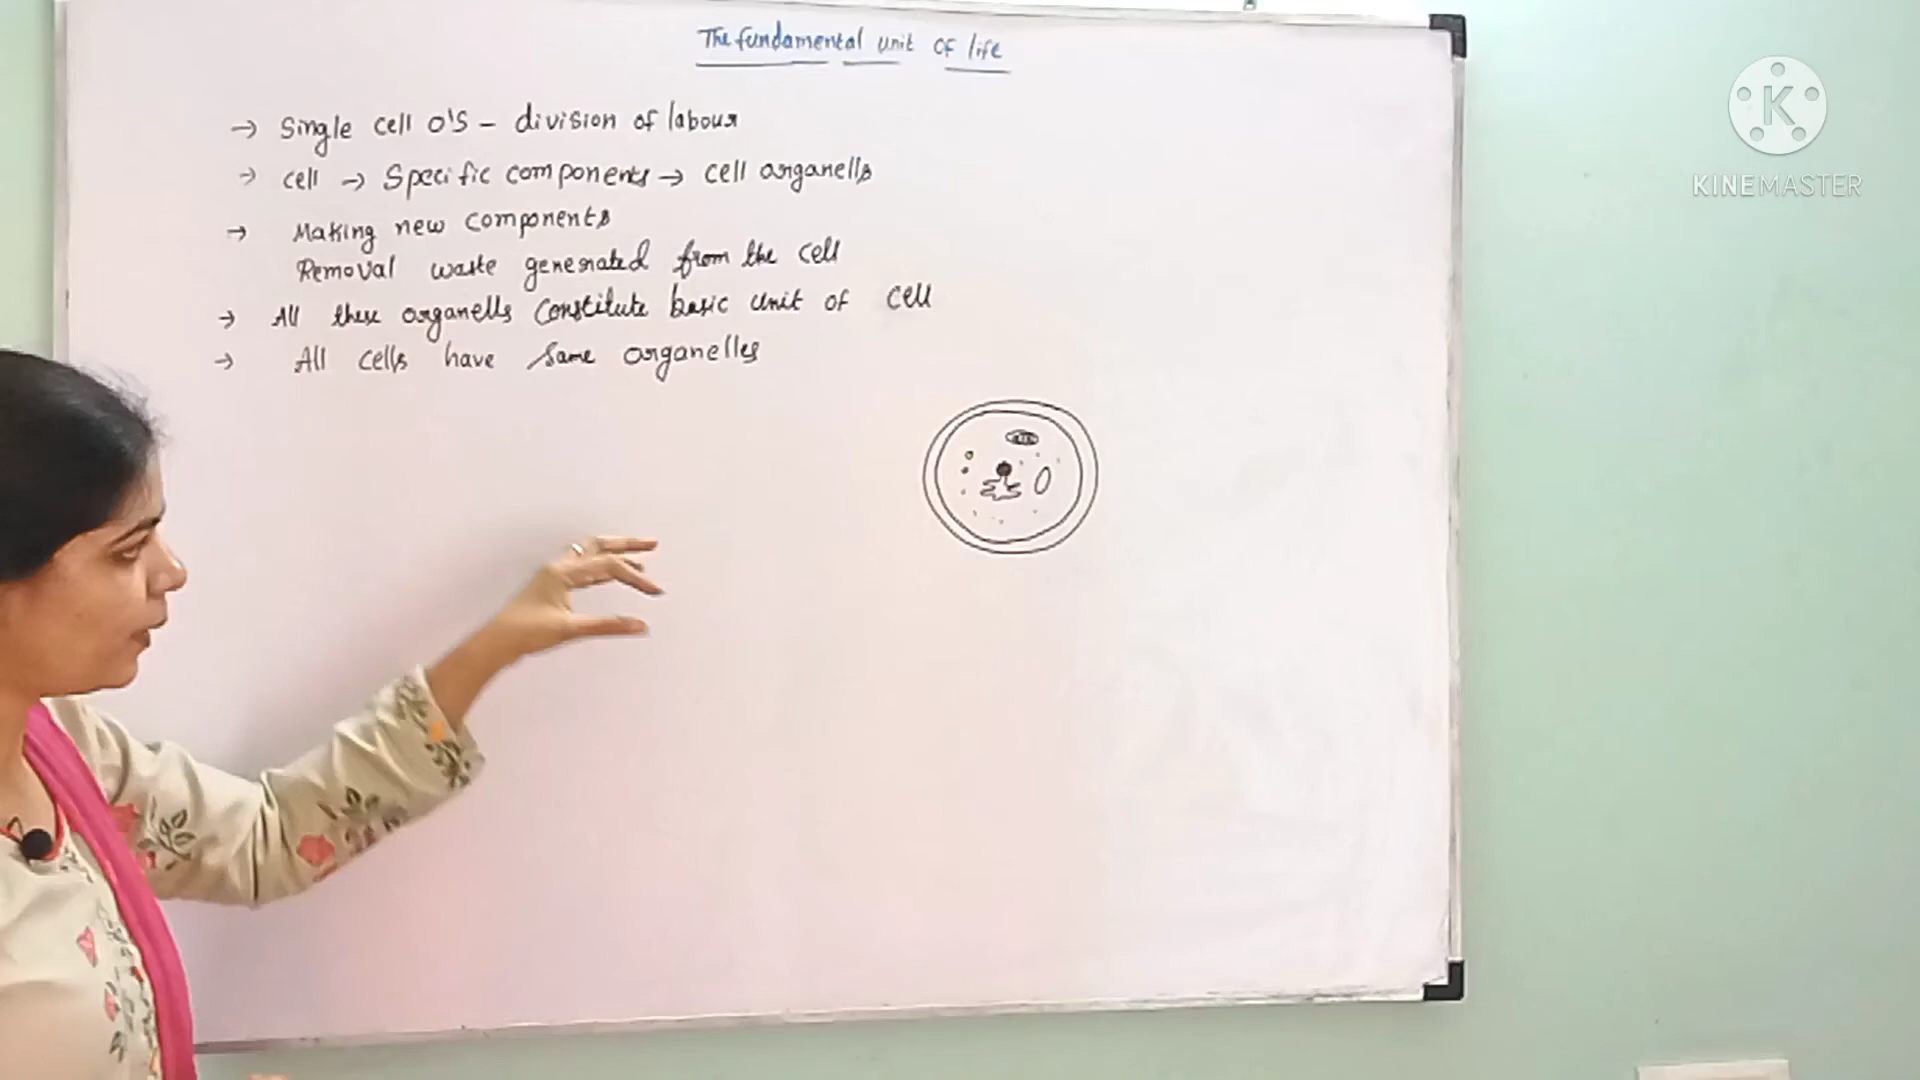 The fundamental unit of life
→ Single cell O'S - division of labour
→ cell → Specific components → cell organells
→ Making new components
Removal waste generated from the cell
→ All these organells constitute basic unit of cell
→ All cells have same organelles
K
KINEMASTER